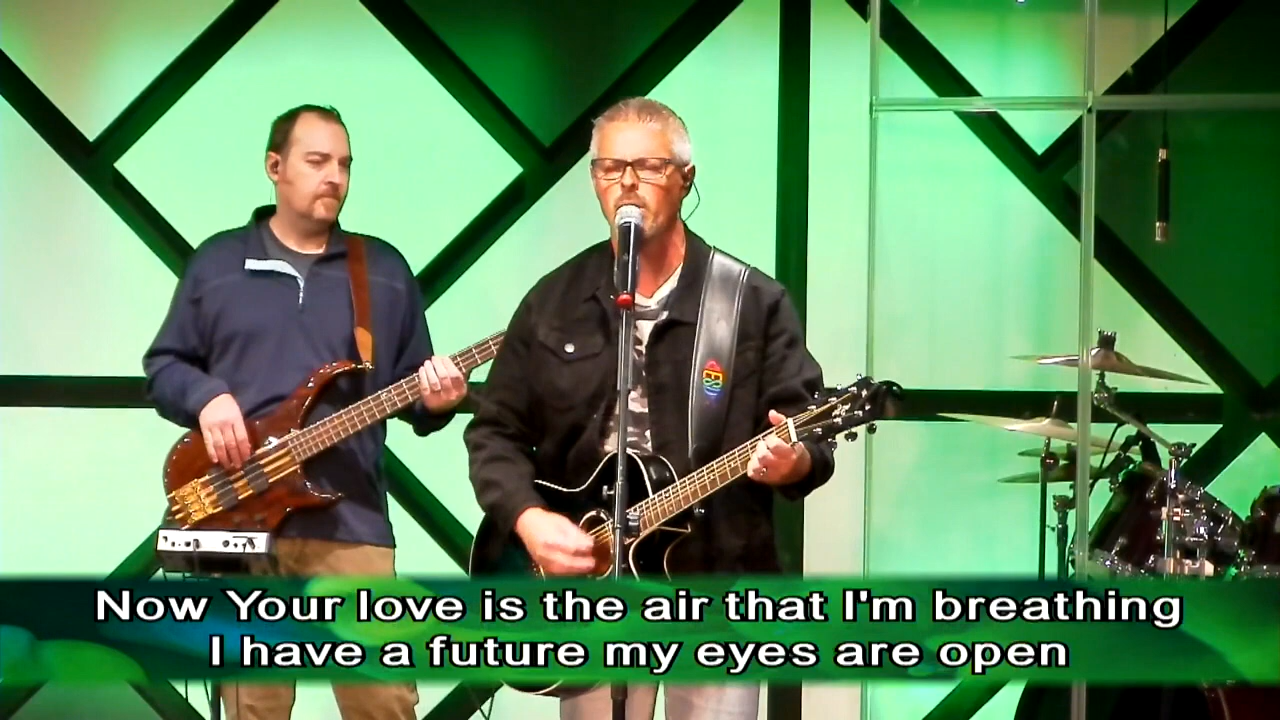 Now Your love is the air that I'm breathing
I have a future my eyes are open